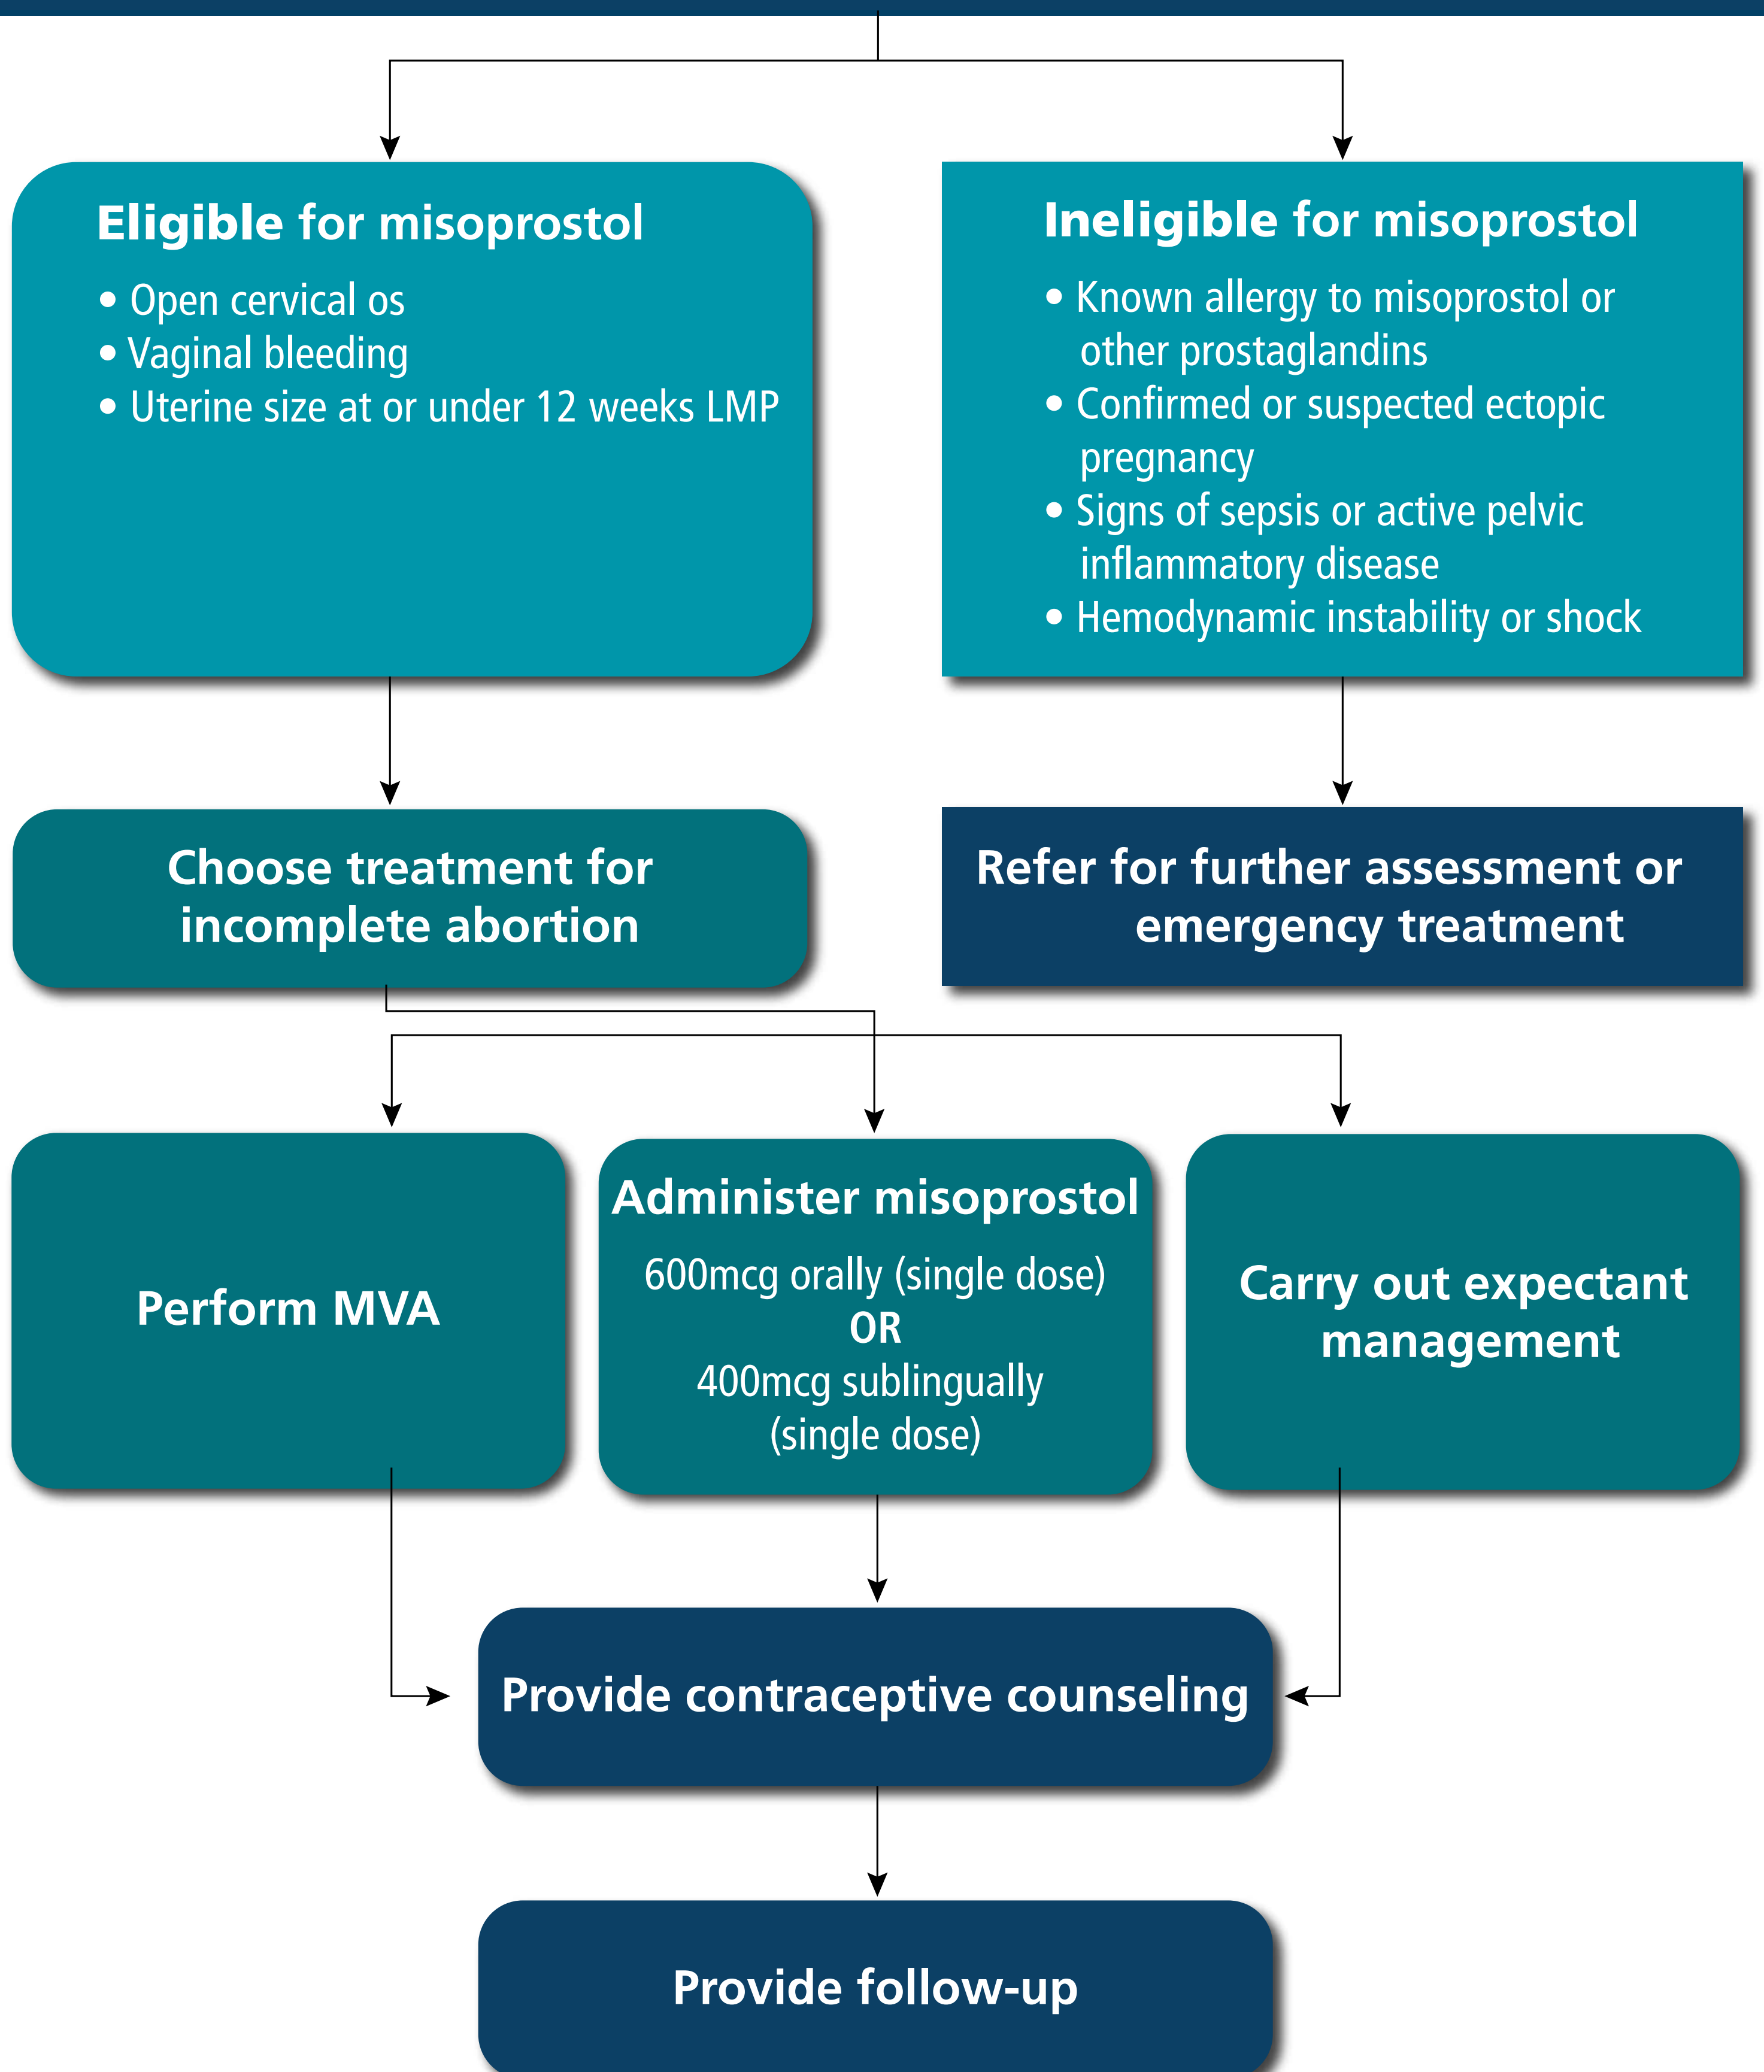 Eligible for misoprostol
• Open cervical os
• Vaginal bleeding
• Uterine size at or under 12 weeks LMP
Ineligible for misoprostol
• Known allergy to misoprostol or
other prostaglandins
• Confirmed or suspected ectopic
pregnancy
• Signs of sepsis or active pelvic
inflammatory disease
• Hemodynamic instability or shock
Choose treatment for
incomplete abortion
Refer for further assessment or
emergency treatment
Perform MVA
Administer misoprostol
600mcg orally (single dose)
OR
400mcg sublingually
(single dose)
Carry out expectant
management
Provide contraceptive counseling
Provide follow-up